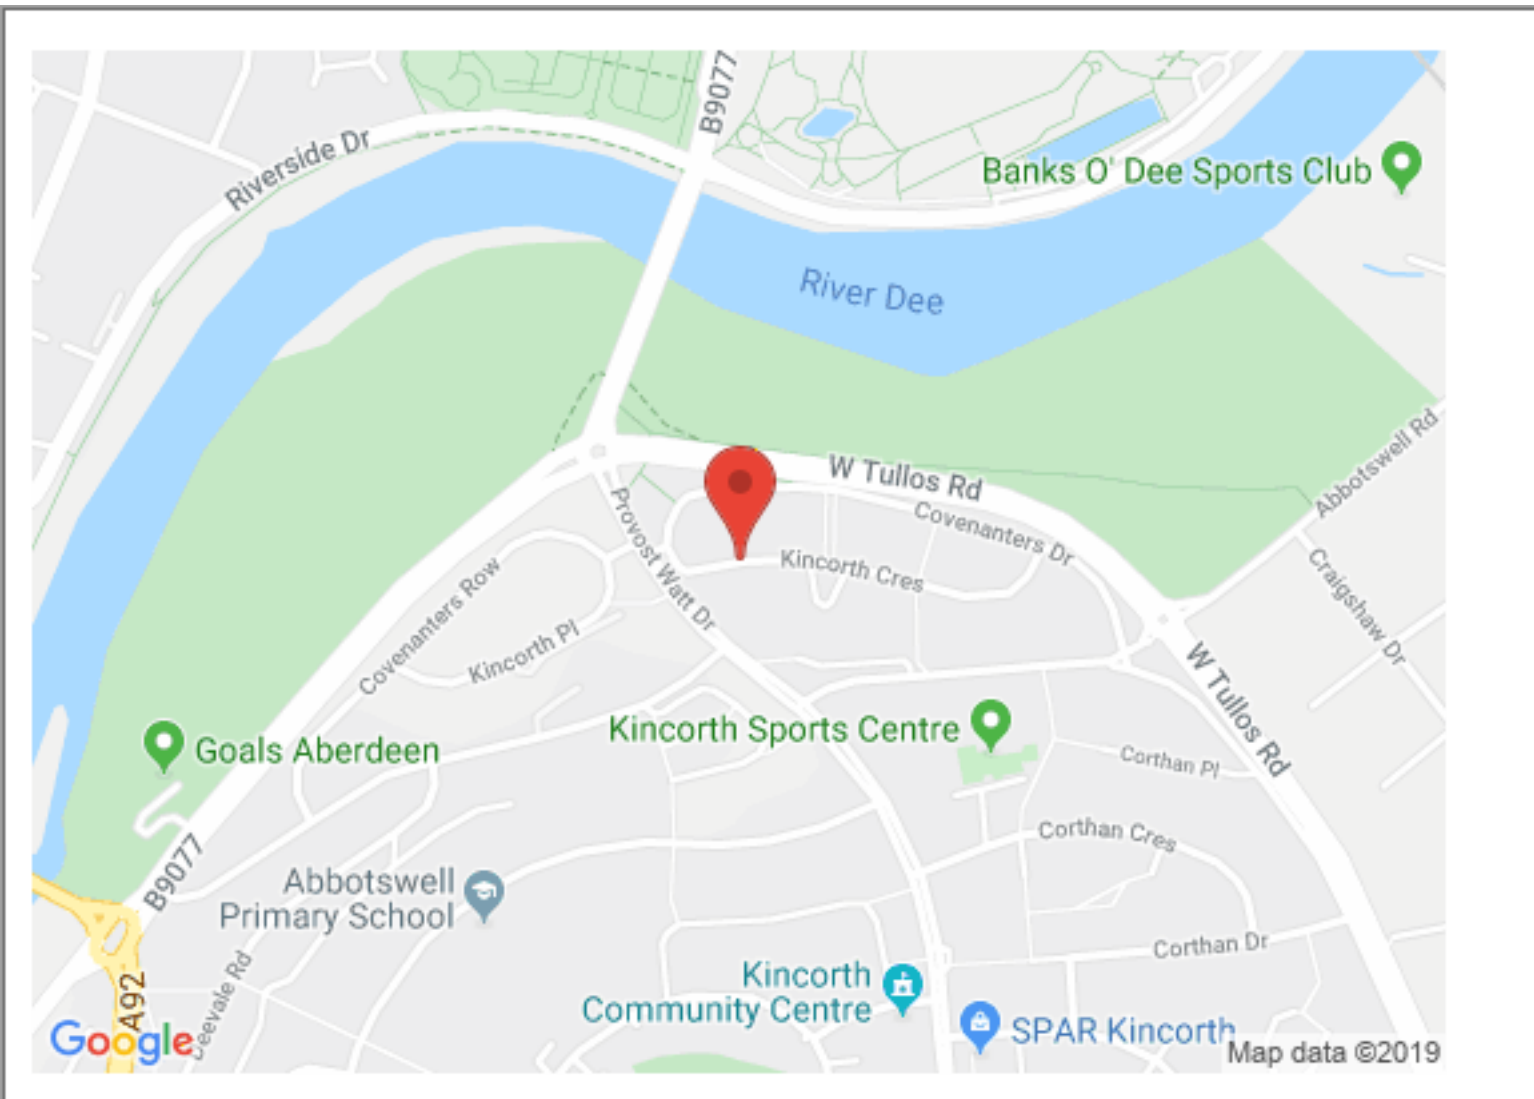 B9077
Riverside Dr
Banks O' Dee Sports Club
River Dee
Abbotswell Rd
W Tullos Rd
Provost Watt Dr
Covenanters Dr
Kincorth Cres
Craigshaw Dr
Covenanters Row
Kincorth Pl
W Tullos Rd
Kincorth Sports Centre
Goals Aberdeen
Corthan Pl
Corthan Cres
B9077
Abbotswell
Primary School
Corthan Dr
Kincorth
Community Centre
A92
Deevale Rd
SPAR Kincorth
Google
Map data ©2019